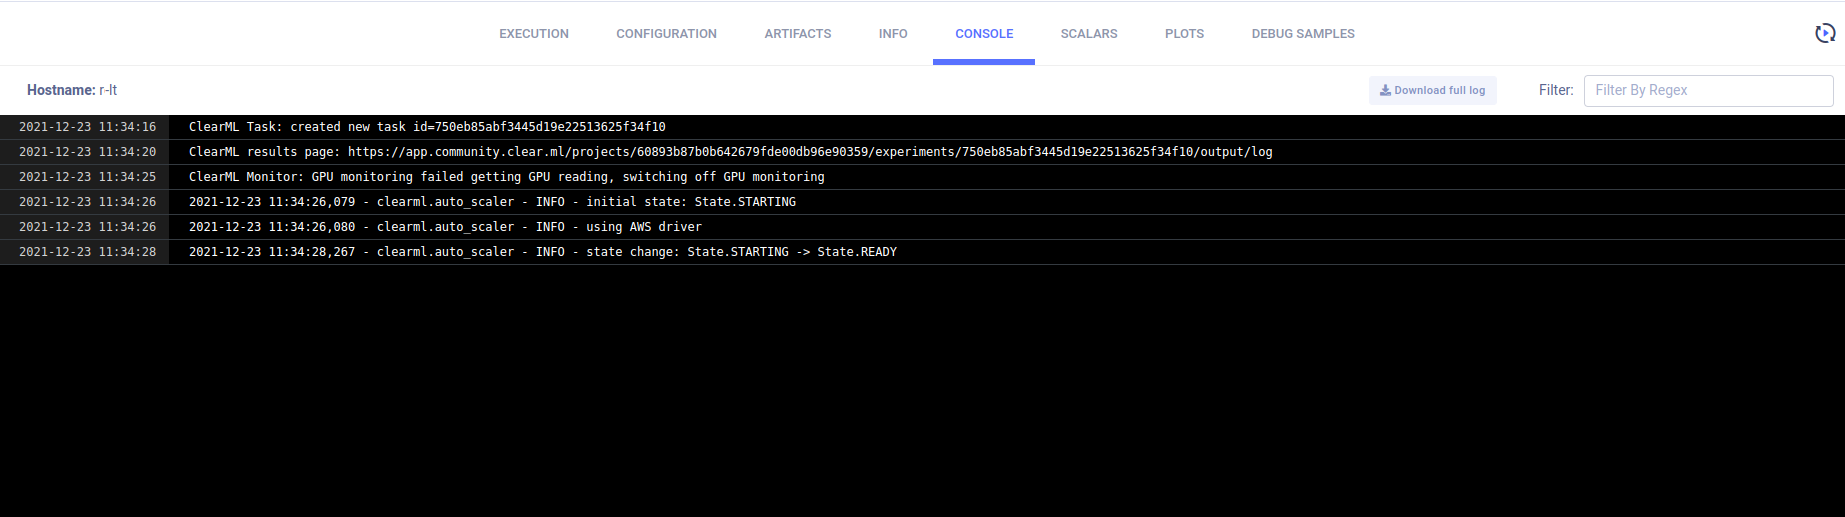 EXECUTION CONFIGURATION ARTIFACTS INFO CONSOLE SCALARS PLOTS DEBUG SAMPLES
Hostname: r-lt Download full log Filter: Filter By Regex
2021-12-23 11:34:16 ClearML Task: created new task id=750eb85abf3445d19e22513625f34f10
2021-12-23 11:34:20 ClearML results page: https://app.community.clear.ml/projects/60893b87b0b642679fde00db96e90359/experiments/750eb85abf3445d19e22513625f34f10/output/log
2021-12-23 11:34:25 ClearML Monitor: GPU monitoring failed getting GPU reading, switching off GPU monitoring
2021-12-23 11:34:26 2021-12-23 11:34:26,079 - clearml.auto_scaler - INFO - initial state: State.STARTING
2021-12-23 11:34:26 2021-12-23 11:34:26,080 - clearml.auto_scaler - INFO - using AWS driver
2021-12-23 11:34:28 2021-12-23 11:34:28,267 - clearml.auto_scaler - INFO - state change: State.STARTING -> State.READY